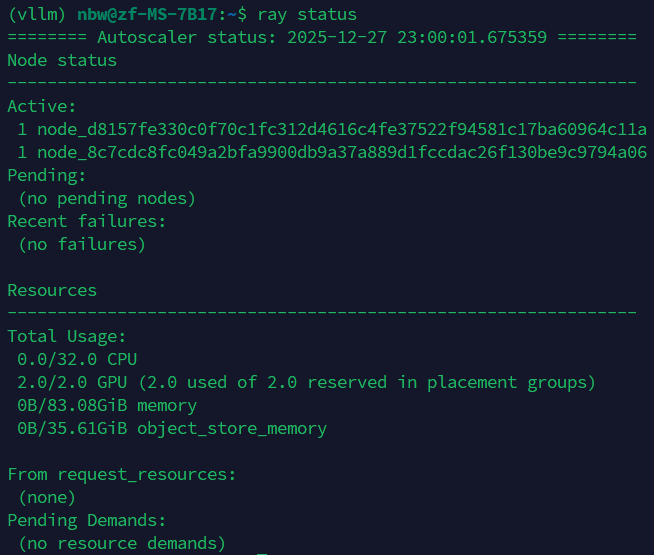 (vllm) nbw@zf-MS-7B17:~$ ray status
======== Autoscaler status: 2025-12-27 23:00:01.675359 ========
Node status
---------------------------------------------------------------
Active:
 1 node_d8157fe330c0f70c1fc312d4616c4fe37522f94581c17ba60964c11a
 1 node_8c7cdc8fc049a2bfa9900db9a37a889d1fccdac26f130be9c9794a06
Pending:
 (no pending nodes)
Recent failures:
 (no failures)

Resources
---------------------------------------------------------------
Total Usage:
 0.0/32.0 CPU
 2.0/2.0 GPU (2.0 used of 2.0 reserved in placement groups)
 0B/83.08GiB memory
 0B/35.61GiB object_store_memory

From request_resources:
 (none)
Pending Demands:
 (no resource demands)